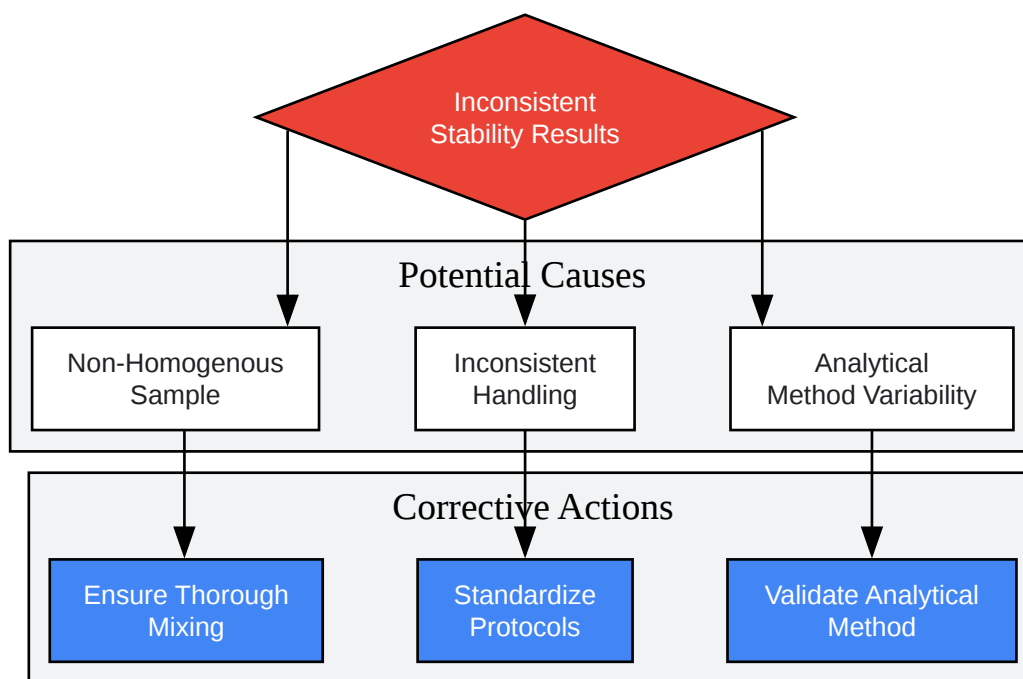 Inconsistent
Stability Results
Potential Causes
Non-Homogenous
Sample
Inconsistent
Handling
Analytical
Method Variability
Corrective Actions
Ensure Thorough
Mixing
Standardize
Protocols
Validate Analytical
Method